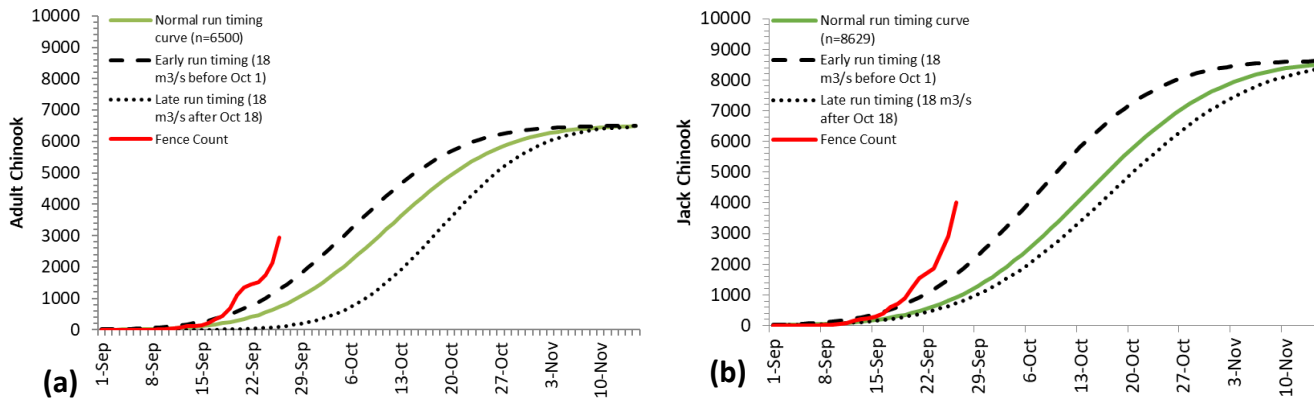 10000
9000
8000
7000
6000
5000
4000
3000
2000
1000
0
Adult Chinook
Normal run timing
curve (n=6500)
Early run timing (18
m3/s before Oct 1)
Late run timing (18
m3/s after Oct 18)
Fence Count
1-Sep
8-Sep
15-Sep
22-Sep
29-Sep
6-Oct
13-Oct
20-Oct
27-Oct
3-Nov
10-Nov
(a)
10000
9000
8000
7000
6000
5000
4000
3000
2000
1000
0
Jack Chinook
Normal run timing curve
(n=8629)
Early run timing (18
m3/s before Oct 1)
Late run timing (18 m3/s
after Oct 18)
Fence Count
1-Sep
8-Sep
15-Sep
22-Sep
29-Sep
6-Oct
13-Oct
20-Oct
27-Oct
3-Nov
10-Nov
(b)